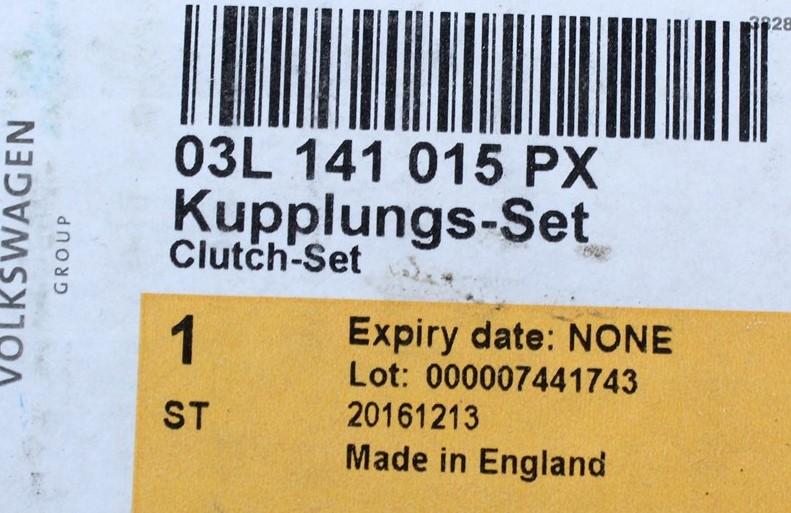 3828
03L 141 015 PX
Kupplungs-Set
Clutch-Set
VOLKSWAGEN
GROUP
1
ST
Expiry date: NONE
Lot: 000007441743
20161213
Made in England